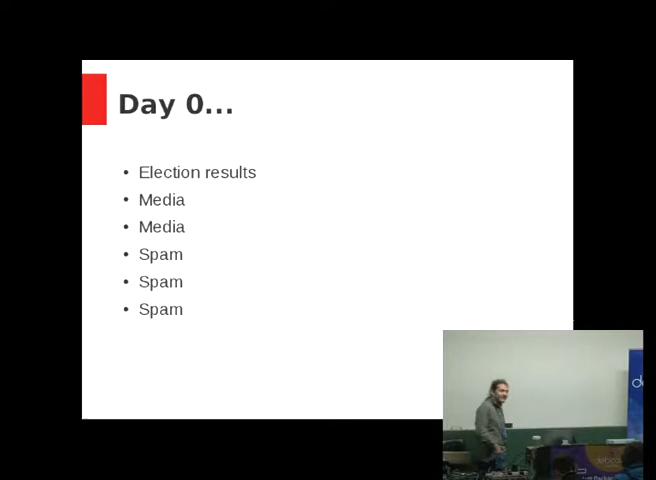 Day 0...
• Election results
• Media
• Media
• Spam
• Spam
• Spam